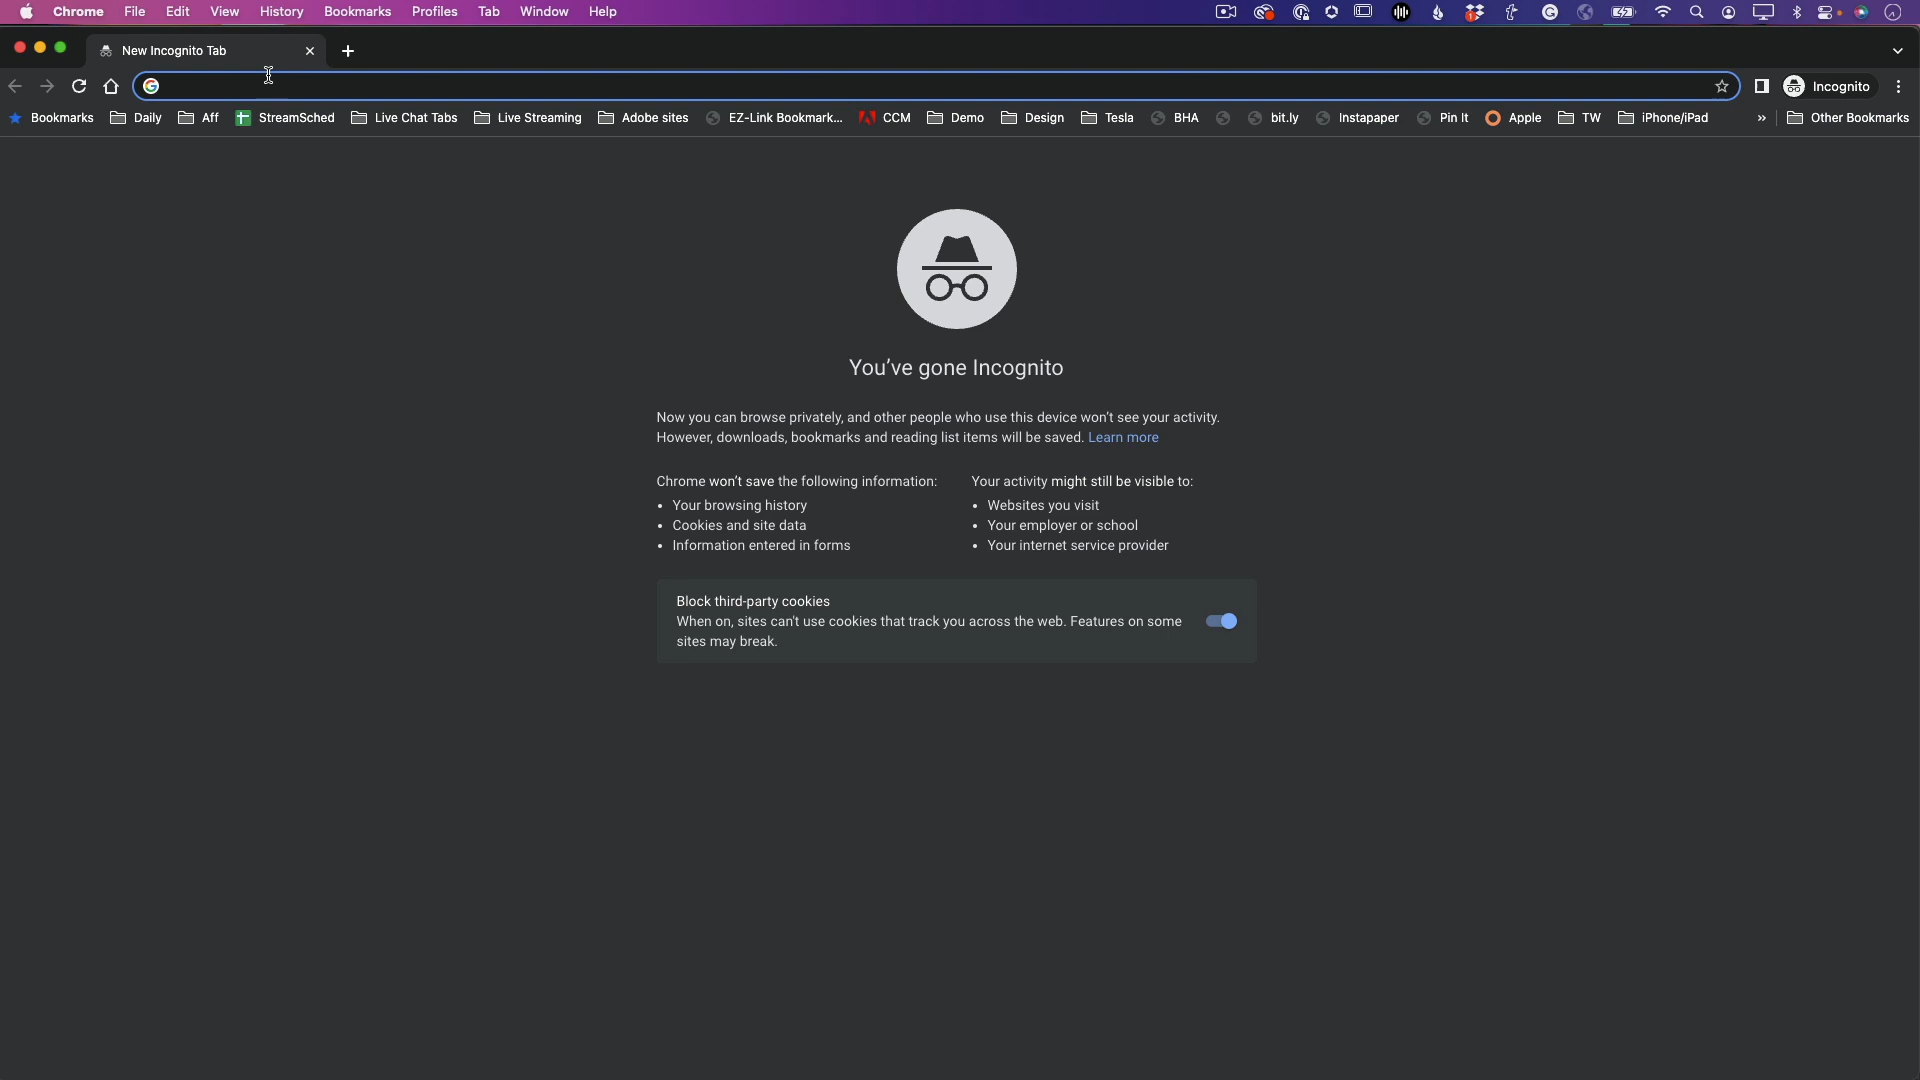 Chrome File Edit View History Bookmarks Profiles Tab Window Help
New Incognito Tab
Incognito
Bookmarks Daily Aff StreamSched Live Chat Tabs Live Streaming Adobe sites EZ-Link Bookmark... CCM Demo Design Tesla BHA bit.ly Instapaper Pin It Apple TW iPhone/iPad » Other Bookmarks
You've gone Incognito
Now you can browse privately, and other people who use this device won't see your activity.
However, downloads, bookmarks and reading list items will be saved. Learn more
Chrome won't save the following information:
• Your browsing history
• Cookies and site data
• Information entered in forms
Your activity might still be visible to:
• Websites you visit
• Your employer or school
• Your internet service provider
Block third-party cookies
When on, sites can't use cookies that track you across the web. Features on some
sites may break.